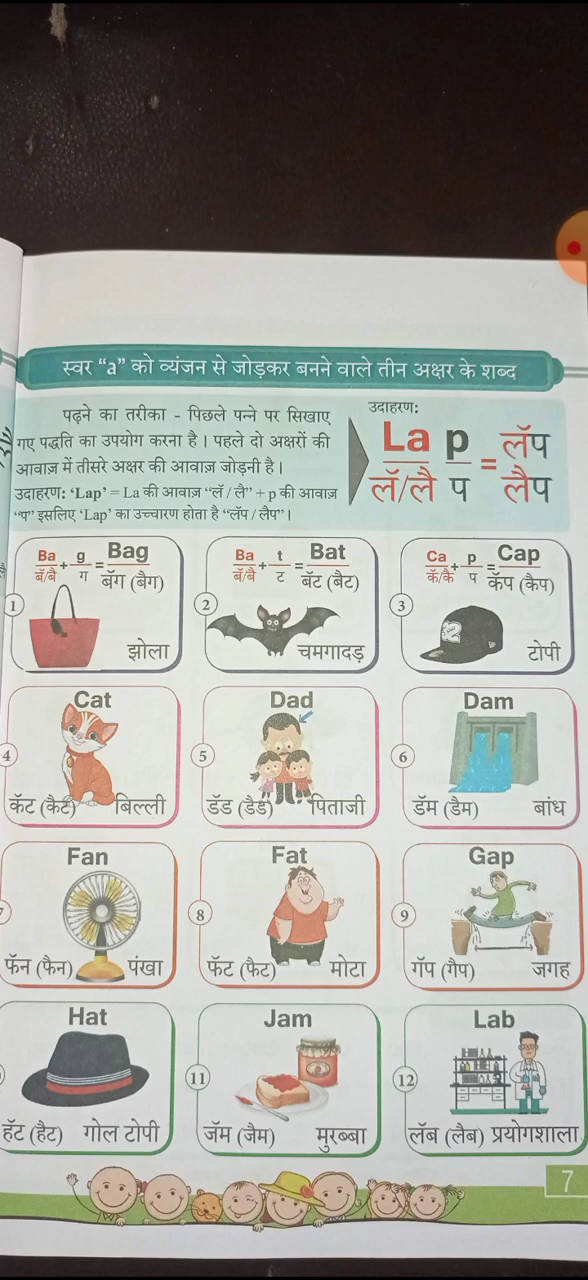 स्वर “a” को व्यंजन से जोड़कर बनने वाले तीन अक्षर के शब्द
पढ़ने का तरीका - पिछले पन्ने पर सिखाए
गए पद्धति का उपयोग करना है। पहले दो अक्षरों की
आवाज़ में तीसरे अक्षर की आवाज़ जोड़नी है।
उदाहरण: ‘Lap’ = La की आवाज़ “लॅ / लै” + p की आवाज़
“प” इसलिए ‘Lap’ का उच्चारण होता है “लॅप / लैप”।
उदाहरण:
La p = लॅप
लॅ/लै प लैप
Ba + g = Bag
बॅ/बै ग बॅग (बैग)
1
झोला
Ba + t = Bat
बॅ/बै ट बॅट (बैट)
2
चमगादड़
Ca + p = Cap
कॅ/कै प कॅप (कैप)
3
टोपी
Cat
4
कॅट (कैट) बिल्ली
Dad
5
डॅड (डैड) पिताजी
Dam
6
डॅम (डैम) बांध
Fan
7
फॅन (फैन) पंखा
Fat
8
फॅट (फैट) मोटा
Gap
9
गॅप (गैप) जगह
Hat
हॅट (हैट) गोल टोपी
Jam
11
जॅम (जैम) मुरब्बा
Lab
12
लॅब (लैब) प्रयोगशाला
7